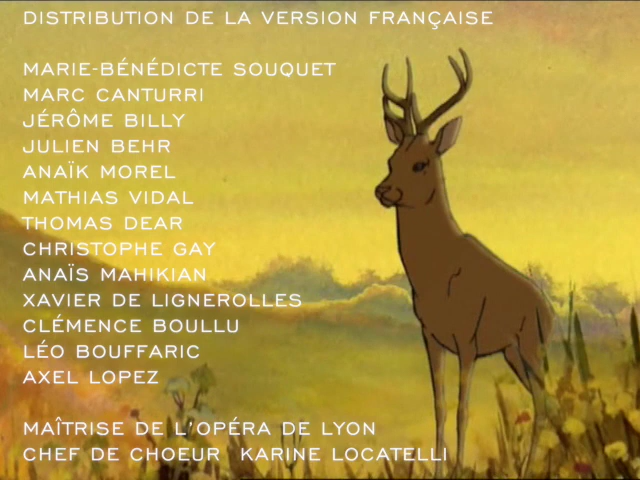 DISTRIBUTION DE LA VERSION FRANÇAISE
MARIE-BÉNÉDICTE SOUQUET
MARC CANTURRI
JÉRÔME BILLY
JULIEN BEHR
ANAÏK MOREL
MATHIAS VIDAL
THOMAS DEAR
CHRISTOPHE GAY
ANAÏS MAHIKIAN
XAVIER DE LIGNEROLLES
CLÉMENCE BOULLU
LÉO BOUFFARIC
AXEL LOPEZ
MAÎTRISE DE L'OPÉRA DE LYON
CHEF DE CHOEUR KARINE LOCATELLI